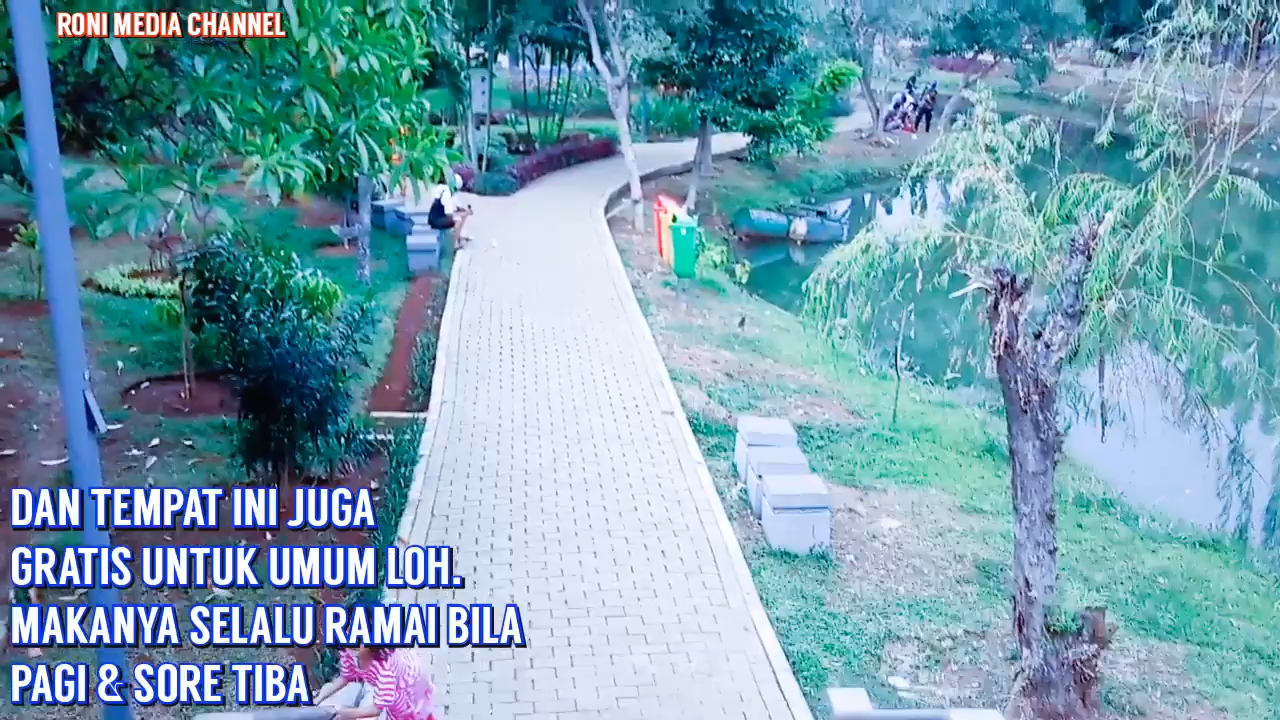 RONI MEDIA CHANNEL
DAN TEMPAT INI JUGA
GRATIS UNTUK UMUM LOH.
MAKANYA SELALU RAMAI BILA
PAGI & SORE TIBA